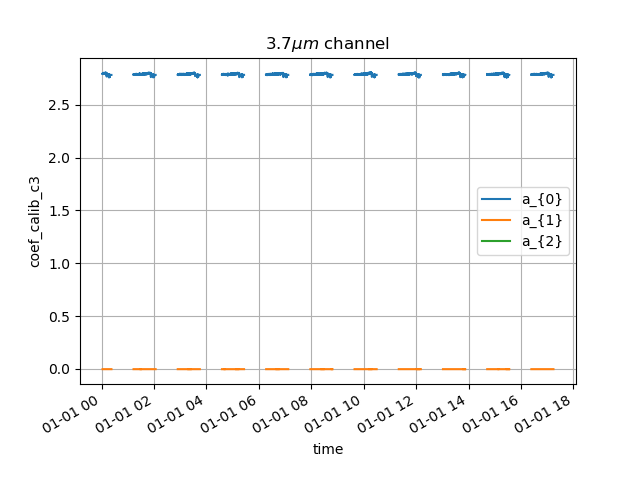 3.7μm channel
coef_calib_c3
2.5
2.0
1.5
1.0
0.5
0.0
a_{0}
a_{1}
a_{2}
01-01 00
01-01 02
01-01 04
01-01 06
01-01 08
01-01 10
01-01 12
01-01 14
01-01 16
01-01 18
time